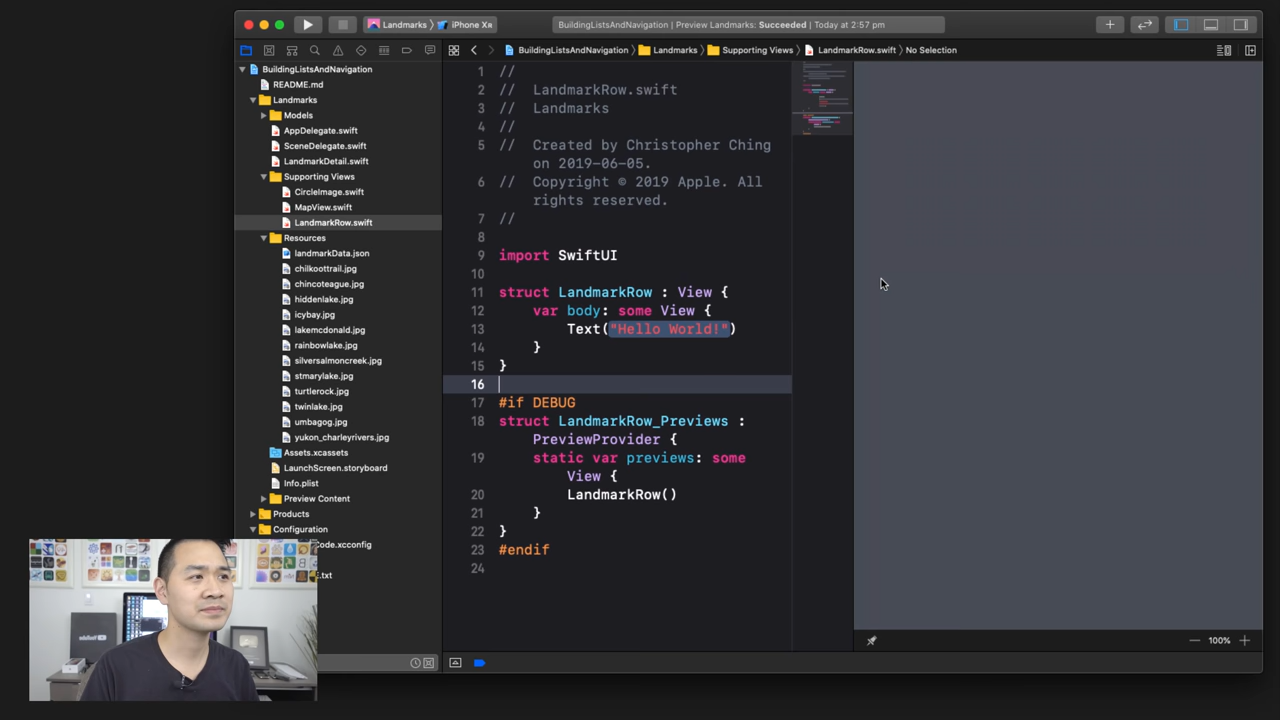 Landmarks
iPhone Xʀ
BuildingListsAndNavigation | Preview Landmarks: Succeeded | Today at 2:57 pm
BuildingListsAndNavigation
Landmarks
Supporting Views
LandmarkRow.swift
No Selection
BuildingListsAndNavigation
README.md
Landmarks
Models
AppDelegate.swift
SceneDelegate.swift
LandmarkDetail.swift
Supporting Views
CircleImage.swift
MapView.swift
LandmarkRow.swift
Resources
landmarkData.json
chilkoottrail.jpg
chincoteague.jpg
hiddenlake.jpg
icybay.jpg
lakemcdonald.jpg
rainbowlake.jpg
silversalmoncreek.jpg
stmarylake.jpg
turtlerock.jpg
twinlake.jpg
umbagog.jpg
yukon_charleyrivers.jpg
Assets.xcassets
LaunchScreen.storyboard
Info.plist
Preview Content
Products
Configuration
ode.xcconfig
.txt
1 //
2 // LandmarkRow.swift
3 // Landmarks
4 //
5 // Created by Christopher Ching
on 2019-06-05.
6 // Copyright © 2019 Apple. All
rights reserved.
7 //
8
9 import SwiftUI
10
11 struct LandmarkRow : View {
12 var body: some View {
13 Text("Hello World!")
14 }
15 }
16
17 #if DEBUG
18 struct LandmarkRow_Previews :
PreviewProvider {
19 static var previews: some
View {
20 LandmarkRow()
21 }
22 }
23 #endif
24
100%